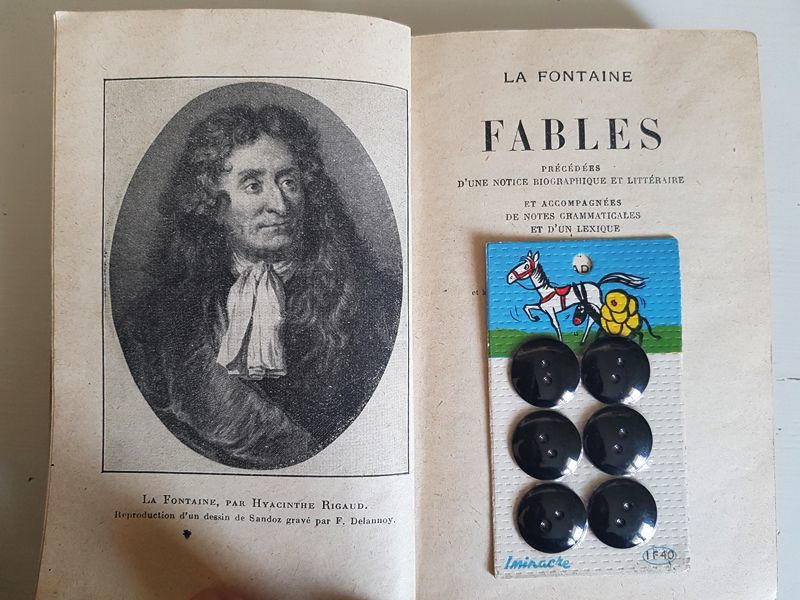 LA FONTAINE, PAR HYACINTHE RIGAUD.
Reproduction d'un dessin de Sandoz gravé par F. Delannoy.
LA FONTAINE
FABLES
PRÉCÉDÉES
D'UNE NOTICE BIOGRAPHIQUE ET LITTÉRAIRE
ET ACCOMPAGNÉES
DE NOTES GRAMMATICALES
ET D'UN LEXIQUE
et
1F40